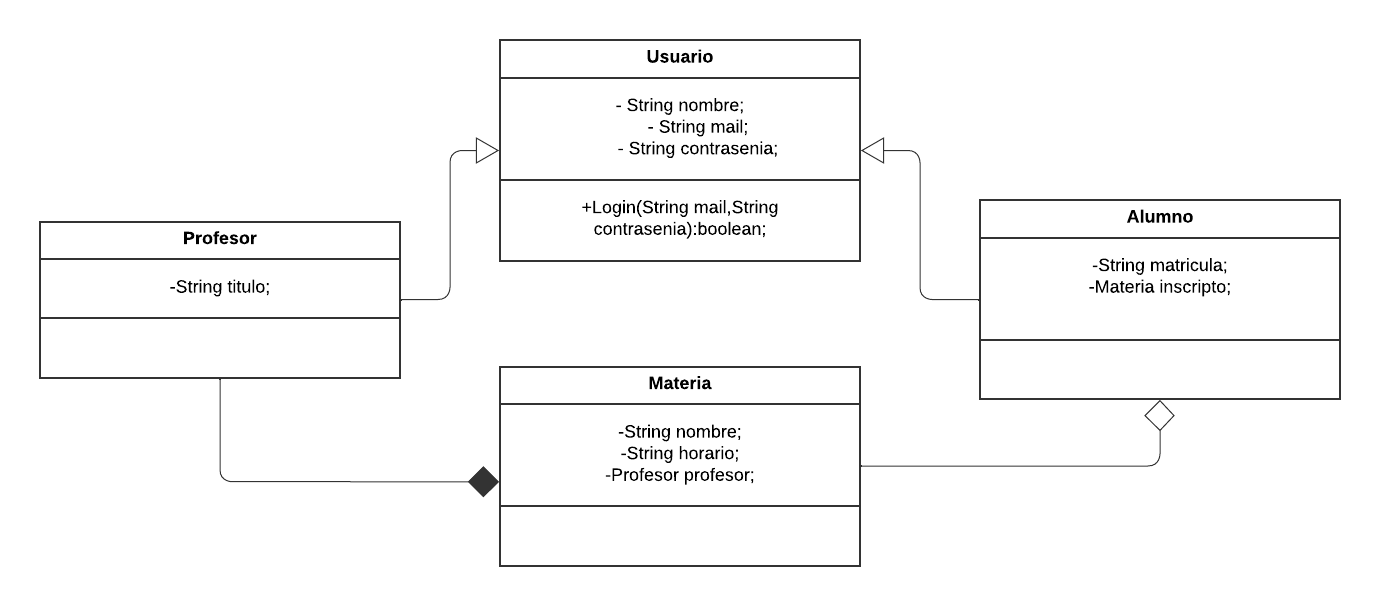 Usuario
- String nombre;
- String mail;
- String contrasenia;
+Login(String mail,String
contrasenia):boolean;
Profesor
-String titulo;
Alumno
-String matricula;
-Materia inscripto;
Materia
-String nombre;
-String horario;
-Profesor profesor;